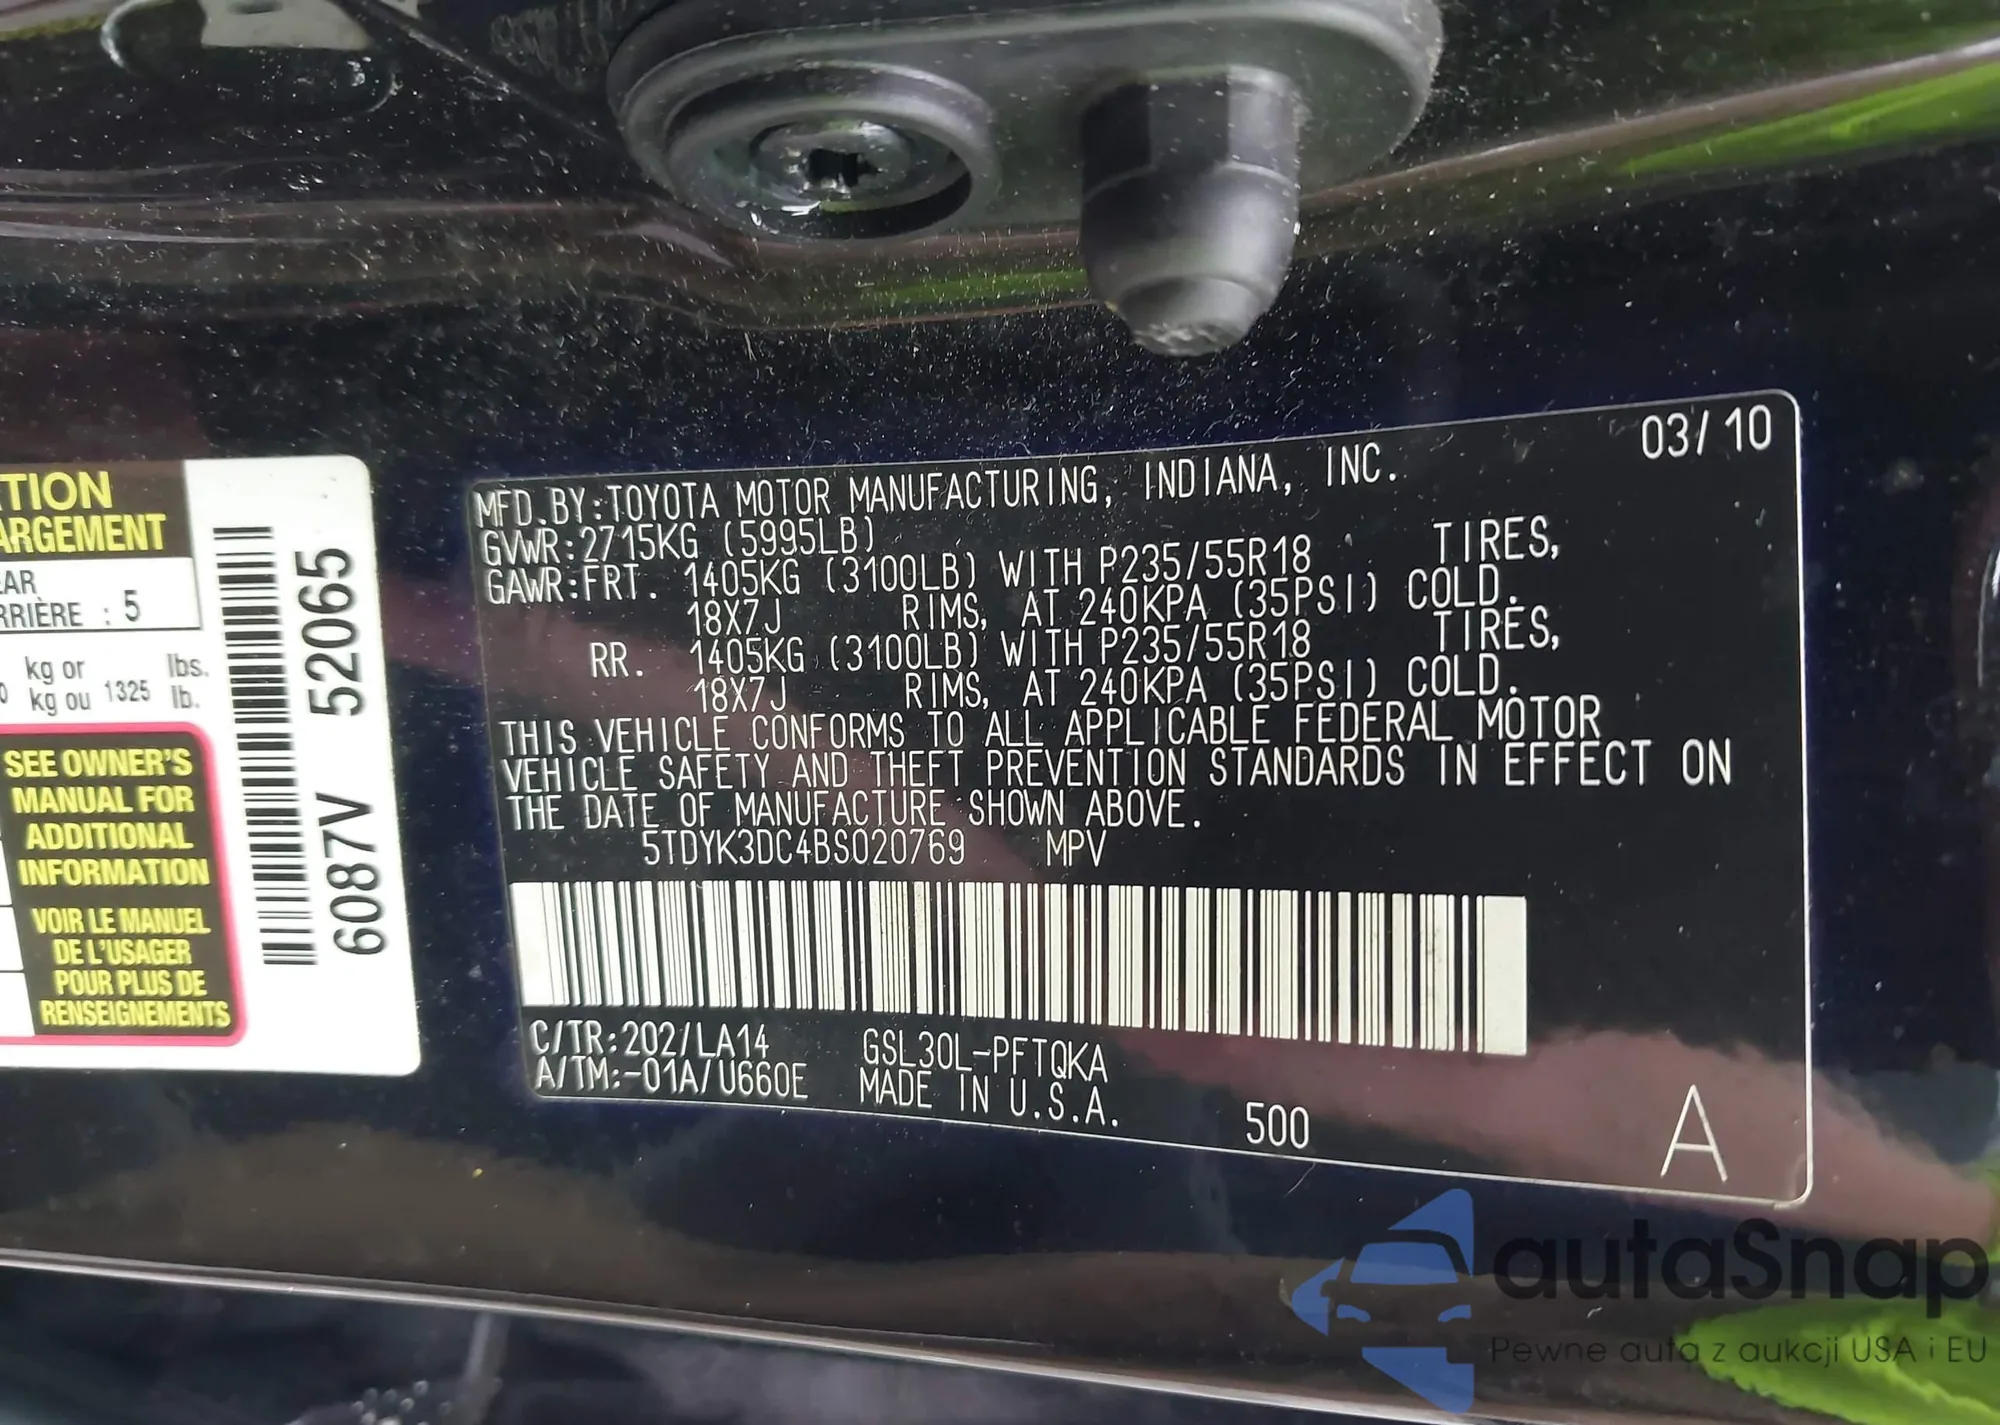 TION
ARGEMENT
EAR
RRIÈRE : 5
kg or lbs.
kg ou 1325 lb.
SEE OWNER'S
MANUAL FOR
ADDITIONAL
INFORMATION
VOIR LE MANUEL
DE L'USAGER
POUR PLUS DE
RENSEIGNEMENTS
6087V 52065
03/10
MFD.BY:TOYOTA MOTOR MANUFACTURING, INDIANA, INC.
GVWR:2715KG (5995LB)
GAWR:FRT. 1405KG (3100LB) WITH P235/55R18 TIRES,
18X7J RIMS, AT 240KPA (35PSI) COLD.
RR. 1405KG (3100LB) WITH P235/55R18 TIRES,
18X7J RIMS, AT 240KPA (35PSI) COLD.
THIS VEHICLE CONFORMS TO ALL APPLICABLE FEDERAL MOTOR
VEHICLE SAFETY AND THEFT PREVENTION STANDARDS IN EFFECT ON
THE DATE OF MANUFACTURE SHOWN ABOVE.
5TDYK3DC4BS020769 MPV
C/TR:202/LA14 GSL30L-PFTQKA
A/TM:-01A/U660E MADE IN U.S.A.
500
A
autaSnap
Pewne auta z aukcji USA i EU